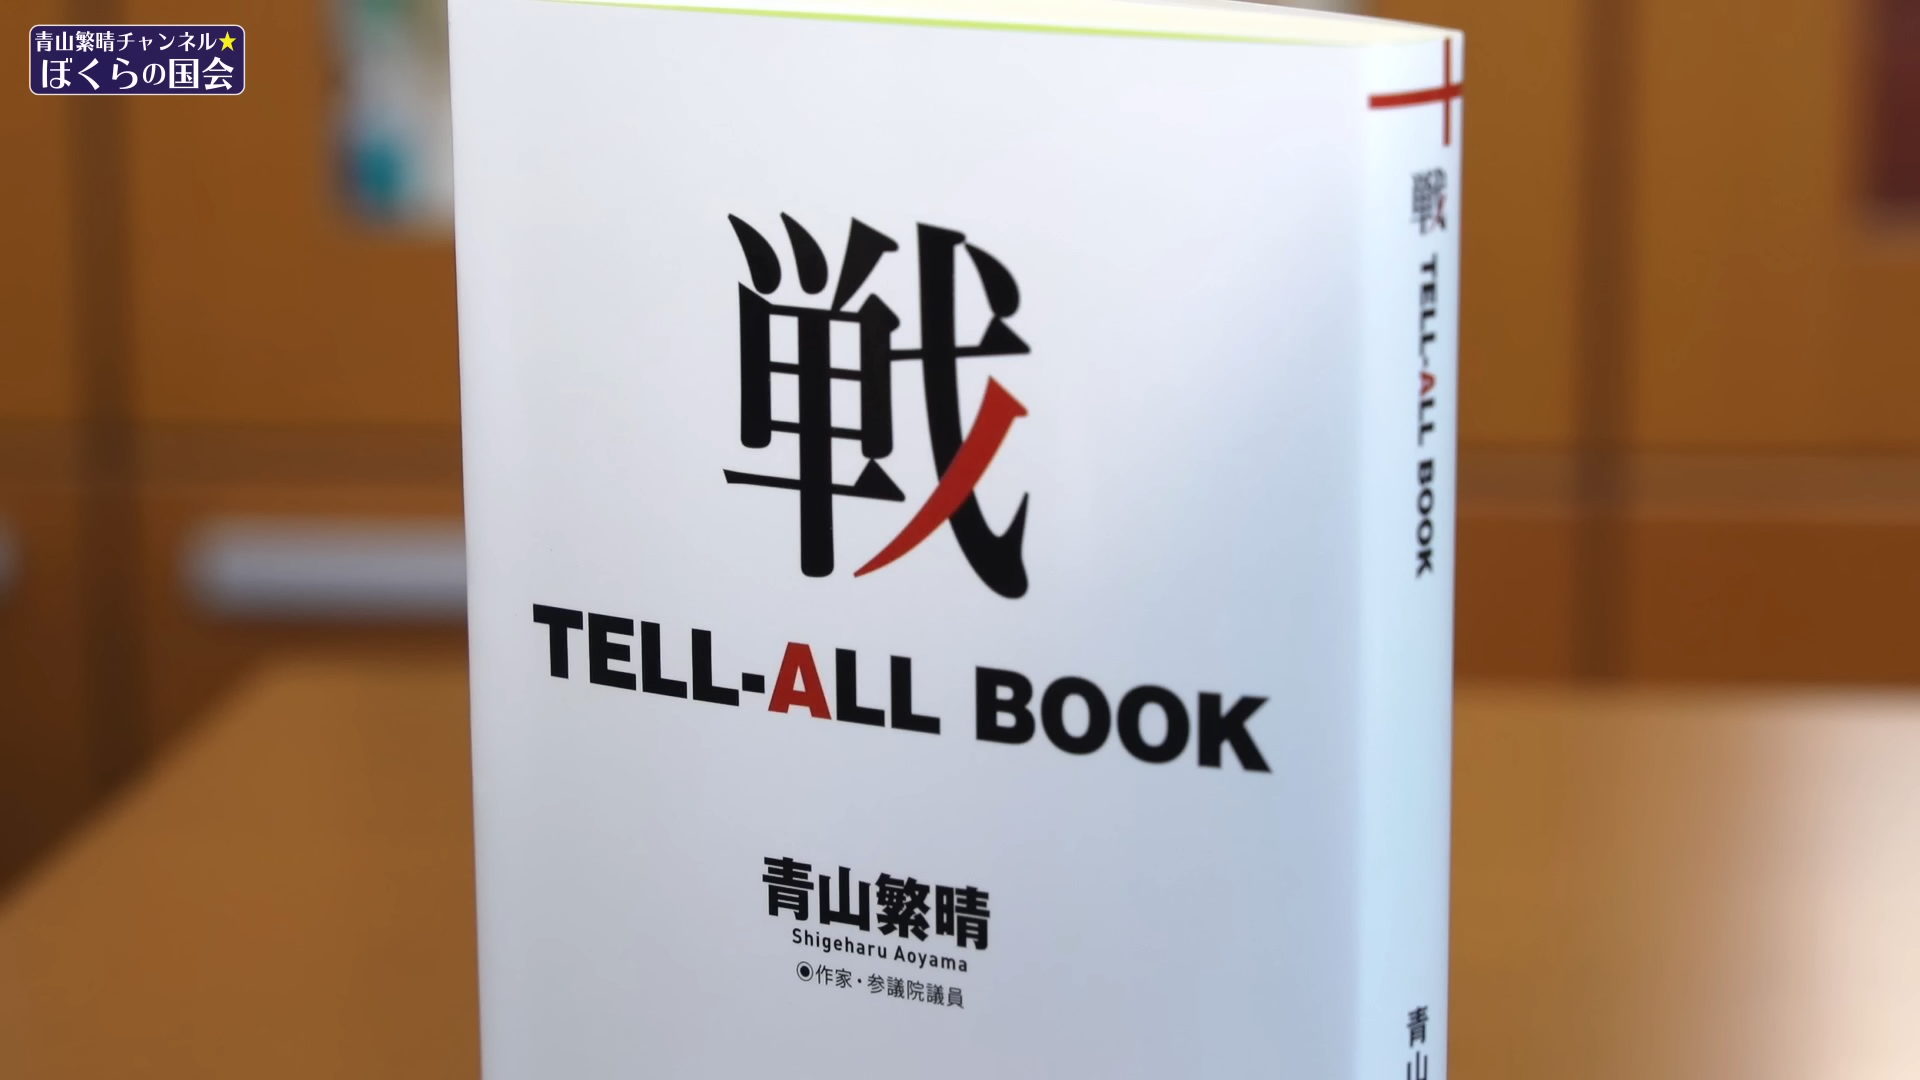 青山繁晴チャンネル★
ぼくらの国会
戦
TELL-ALL BOOK
青山繁晴
Shigeharu Aoyama
◉作家・参議院議員
戦 TELL-ALL BOOK
青山